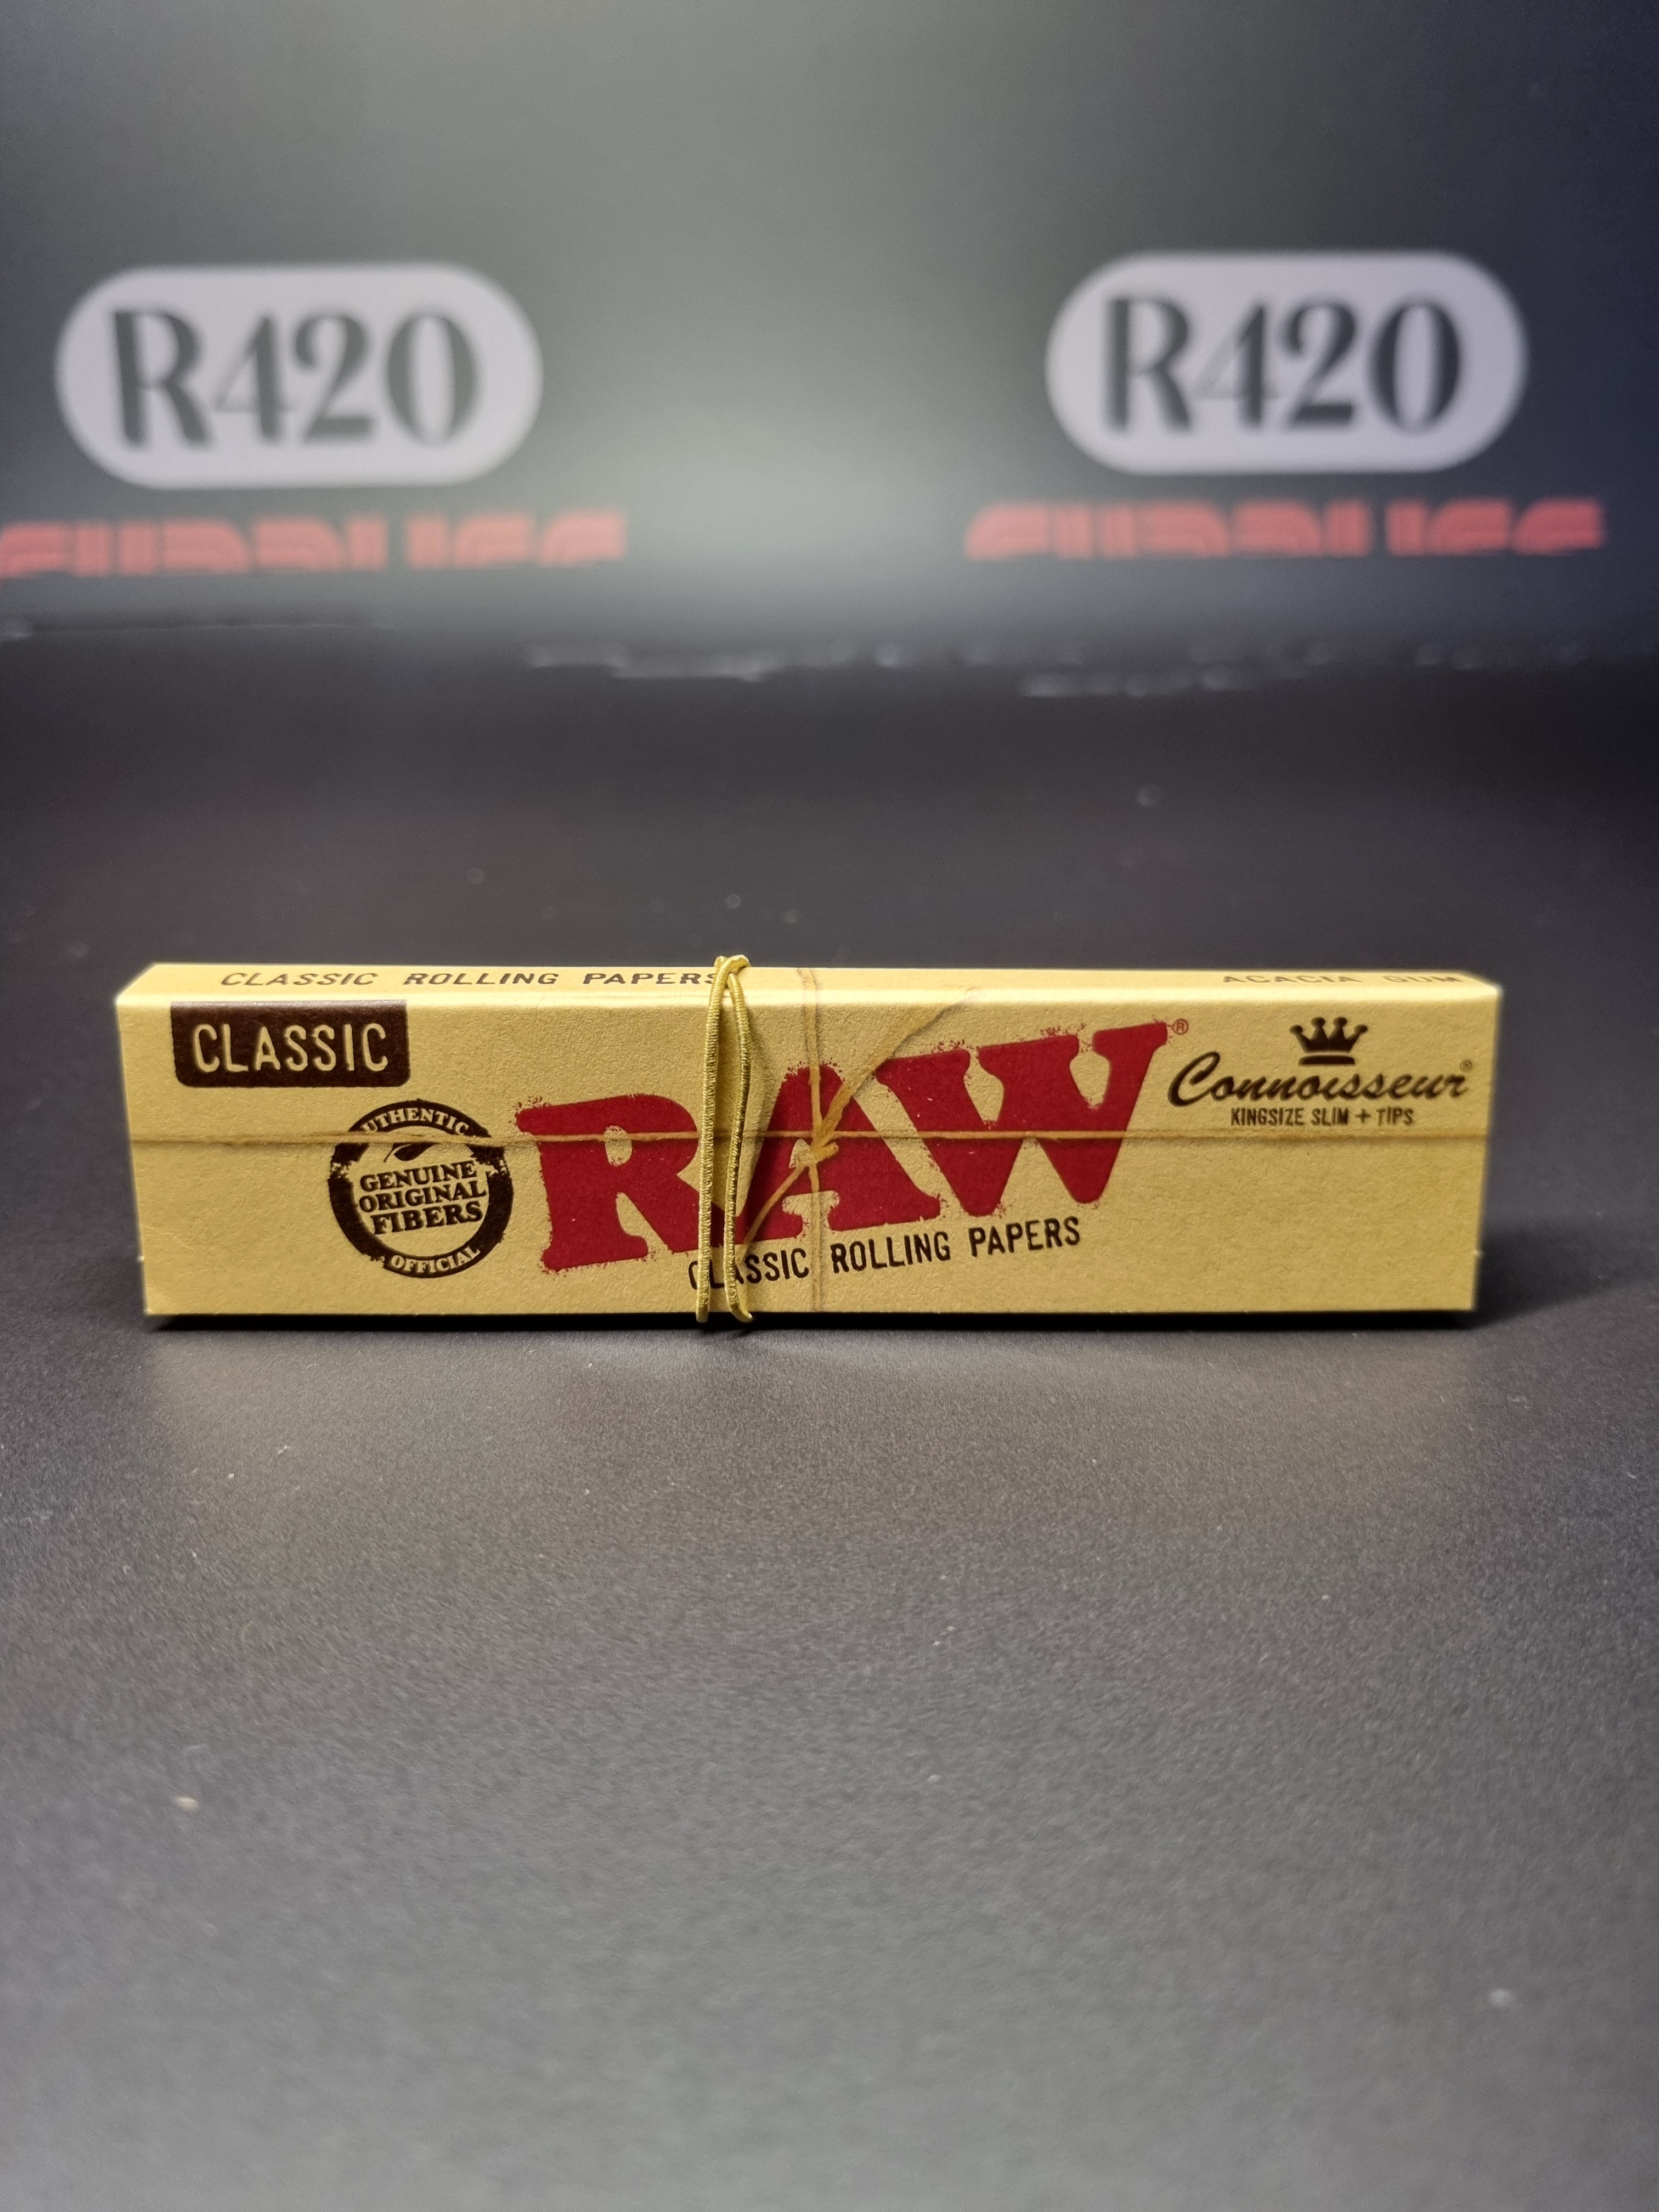 R420
R420
CLASSIC ROLLING PAPERS
ACACIA GUM
CLASSIC
AUTHENTIC
GENUINE
ORIGINAL
FIBERS
OFFICIAL
RAW®
CLASSIC ROLLING PAPERS
Connoisseur®
KINGSIZE SLIM + TIPS